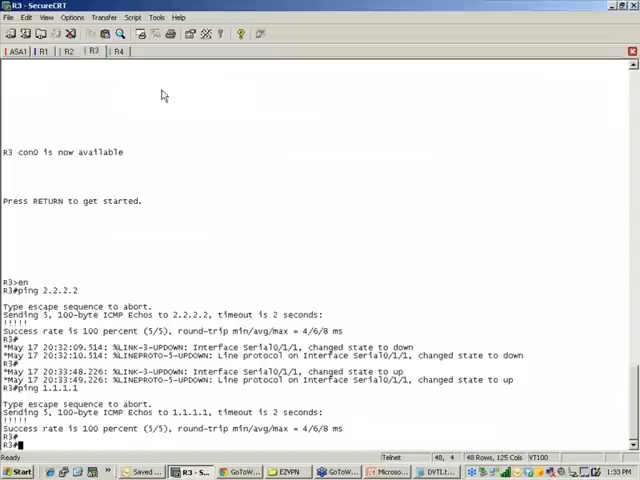 R3 - SecureCRT
File Edit View Options Transfer Script Tools Help
ASA1 R1 R2 R3 R4
R3 con0 is now available
Press RETURN to get started.
R3>en
R3#ping 2.2.2.2
Type escape sequence to abort.
Sending 5, 100-byte ICMP Echos to 2.2.2.2, timeout is 2 seconds:
!!!!!
Success rate is 100 percent (5/5), round-trip min/avg/max = 4/6/8 ms
R3#
*May 17 20:32:09.514: %LINK-3-UPDOWN: Interface Serial0/1/1, changed state to down
*May 17 20:32:10.514: %LINEPROTO-5-UPDOWN: Line protocol on Interface Serial0/1/1, changed state to down
R3#
*May 17 20:33:48.226: %LINK-3-UPDOWN: Interface Serial0/1/1, changed state to up
*May 17 20:33:49.226: %LINEPROTO-5-UPDOWN: Line protocol on Interface Serial0/1/1, changed state to up
R3#ping 1.1.1.1
Type escape sequence to abort.
Sending 5, 100-byte ICMP Echos to 1.1.1.1, timeout is 2 seconds:
!!!!!
Success rate is 100 percent (5/5), round-trip min/avg/max = 4/6/8 ms
R3#
R3#
Ready Telnet 48, 4 48 Rows, 125 Cols VT100
Start Saved ... R3 - S... GoToW... EZVPN GoToW... Microso... DVTI.t... 1:33 PM